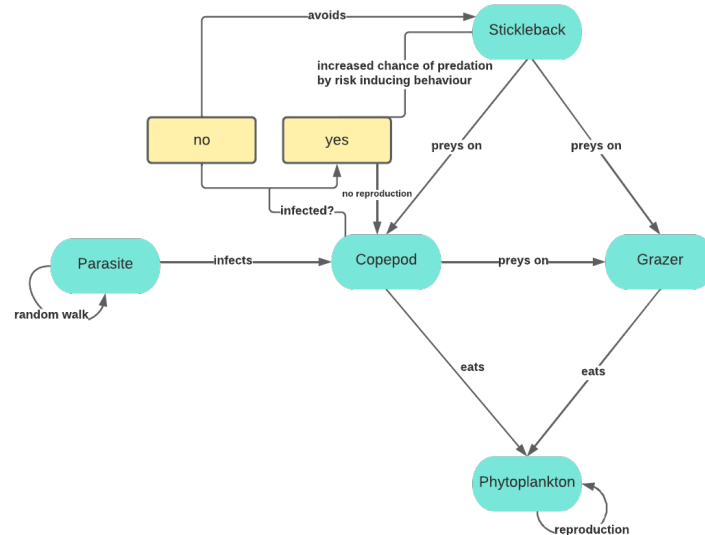 avoids
Stickleback
increased chance of predation
by risk inducing behaviour
no
yes
preys on
preys on
no reproduction
infected?
Parasite
infects
Copepod
preys on
Grazer
random walk
eats
eats
Phytoplankton
reproduction